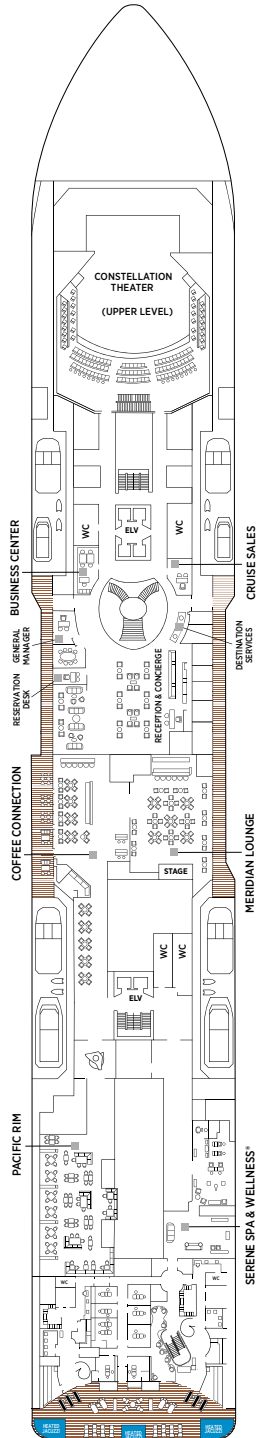 CONSTELLATION
THEATER
(UPPER LEVEL)
WC
ELV
WC
BUSINESS CENTER
CRUISE SALES
GENERAL
MANAGER
RESERVATION
DESK
DESTINATION
SERVICES
RECEPTION & CONCIERGE
COFFEE CONNECTION
MERIDIAN LOUNGE
STAGE
WC
WC
ELV
PACIFIC RIM
SERENE SPA & WELLNESS®
WC
WC
HEATED
JACUZZI
HEATED
JACUZZI
HEATED
JACUZZI